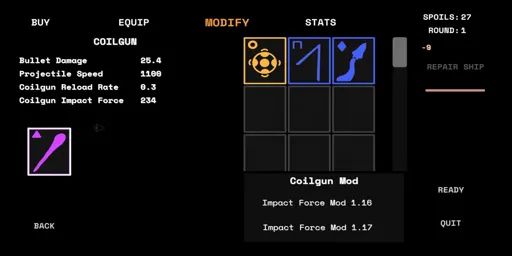 BUY EQUIP MODIFY STATS
SPOILS: 27
ROUND: 1
-9
REPAIR SHIP
COILGUN
Bullet Damage 25.4
Projectile Speed 1100
Coilgun Reload Rate 0.3
Coilgun Impact Force 234
Coilgun Mod
Impact Force Mod 1.16
Impact Force Mod 1.17
READY
QUIT
BACK